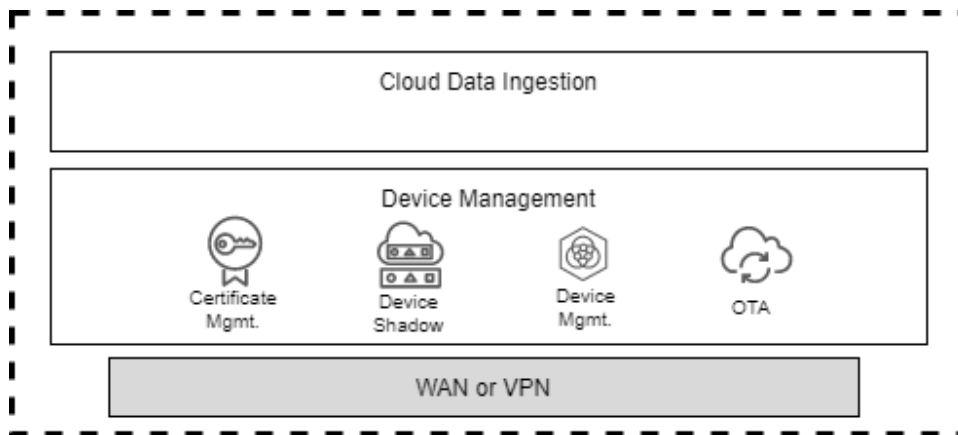 Cloud Data Ingestion
Device Management
Certificate
Mgmt.
Device
Shadow
Device
Mgmt.
OTA
WAN or VPN